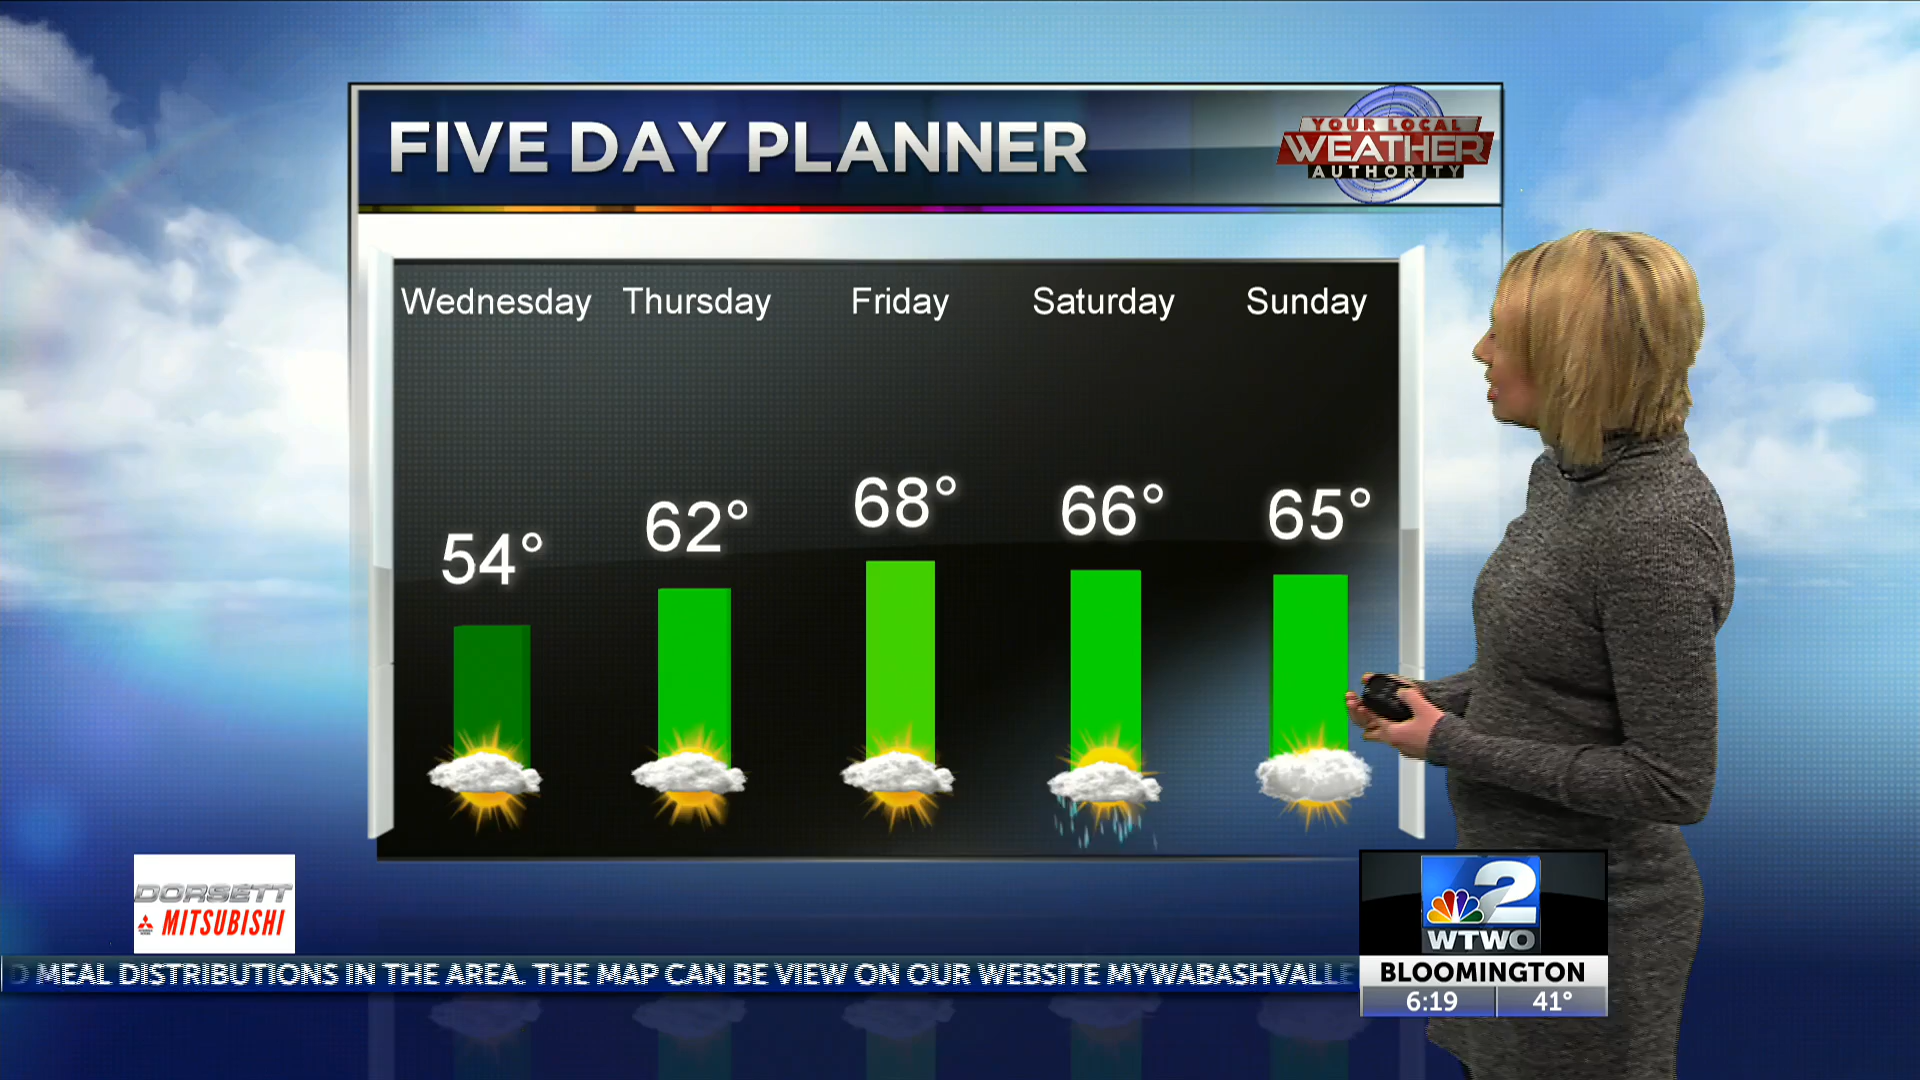 FIVE DAY PLANNER
YOUR LOCAL
WEATHER
AUTHORITY
Wednesday Thursday Friday Saturday Sunday
54° 62° 68° 66° 65°
DORSETT
MITSUBISHI
2
WTWO
D MEAL DISTRIBUTIONS IN THE AREA. THE MAP CAN BE VIEW ON OUR WEBSITE MYWABASHVALLE
BLOOMINGTON
6:19 41°